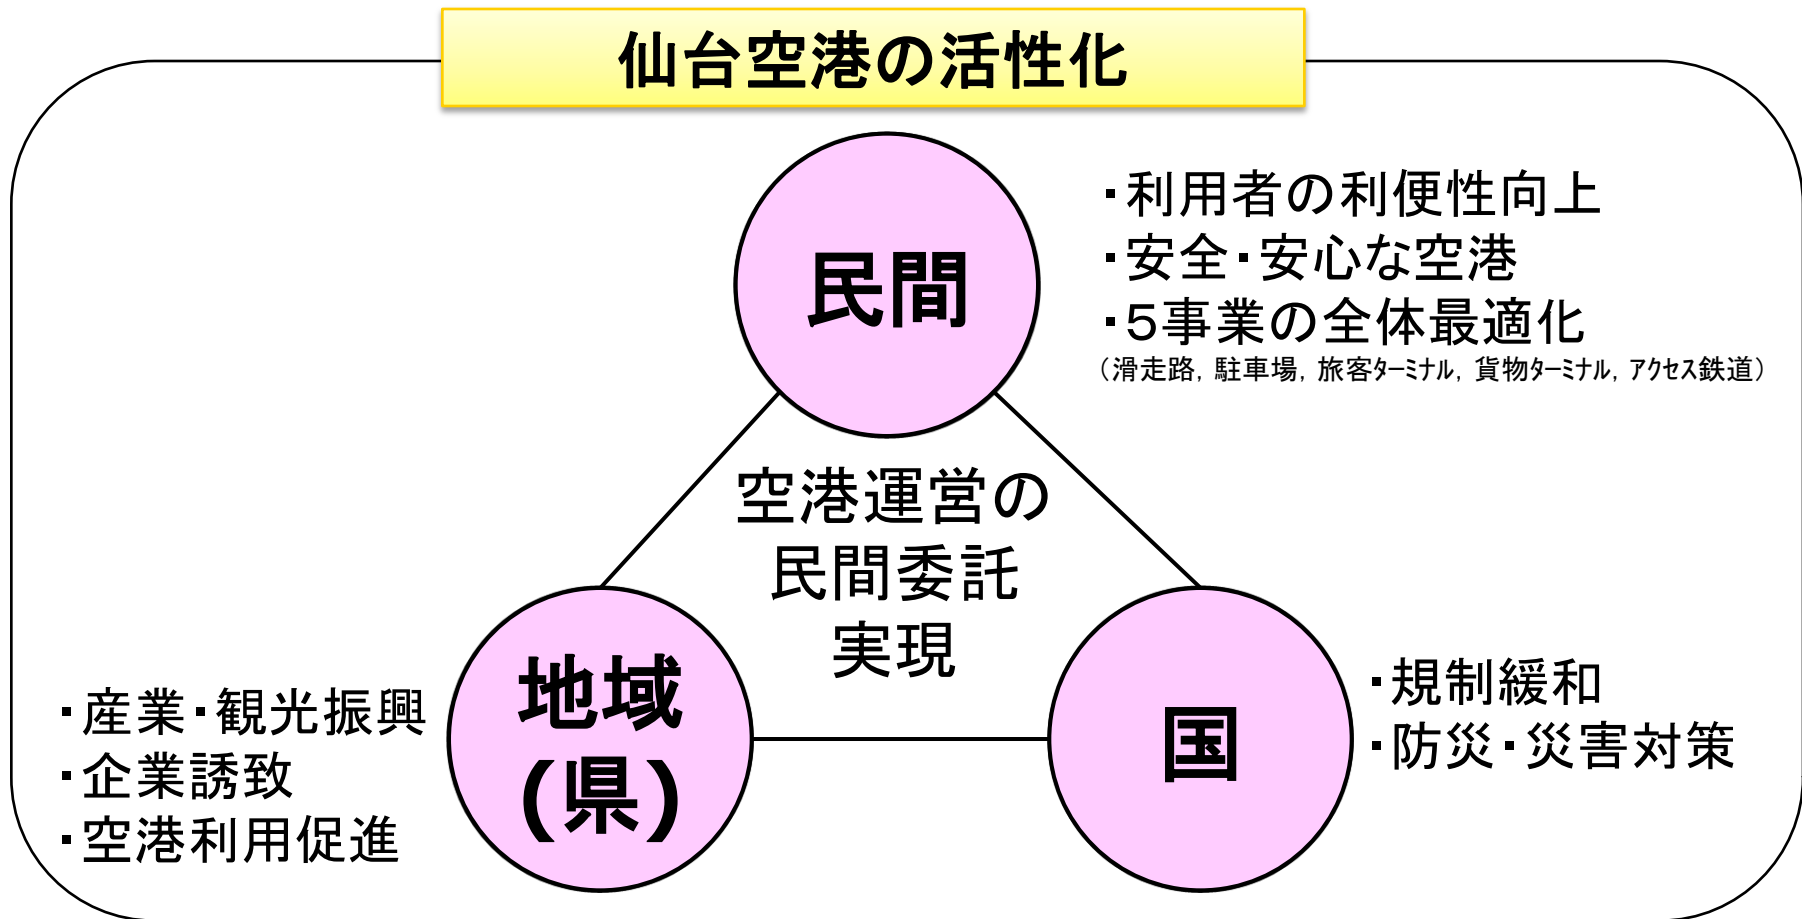 仙台空港の活性化
民間
・利用者の利便性向上
・安全・安心な空港
・5事業の全体最適化
(滑走路, 駐車場, 旅客ﾀｰﾐﾅﾙ, 貨物ﾀｰﾐﾅﾙ, ｱｸｾｽ鉄道)
空港運営の
民間委託
実現
地域
(県)
・産業・観光振興
・企業誘致
・空港利用促進
国
・規制緩和
・防災・災害対策